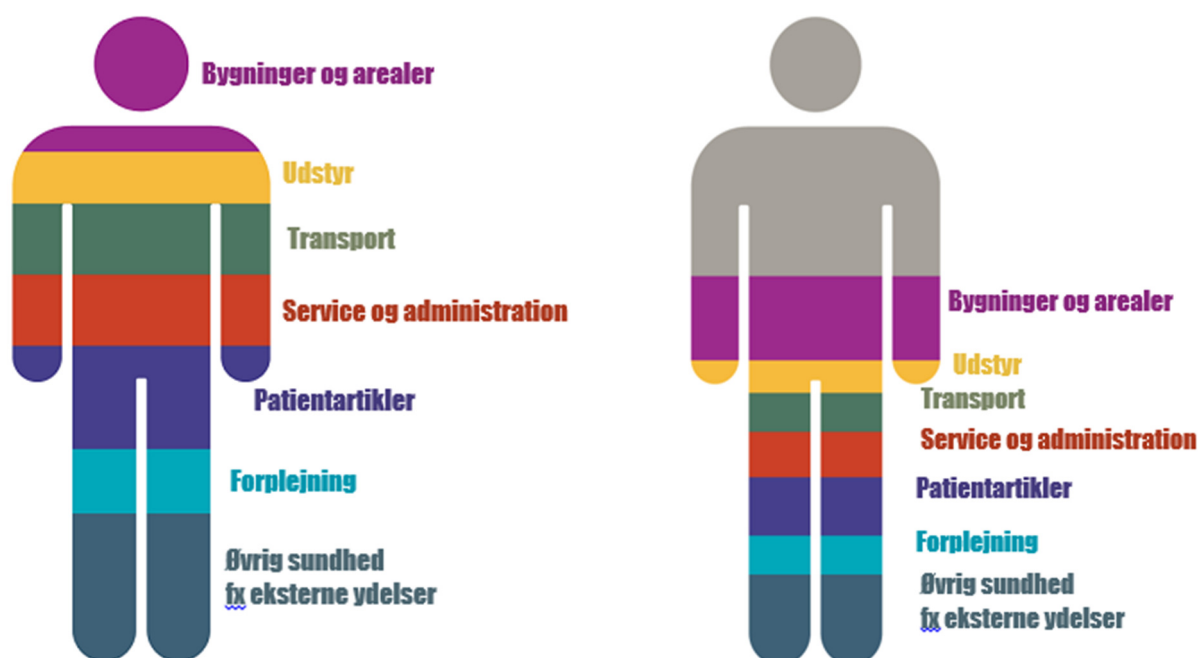 Bygninger og arealer
Udstyr
Transport
Service og administration
Patientartikler
Forplejning
Øvrig sundhed
fx eksterne ydelser
Bygninger og arealer
Udstyr
Transport
Service og administration
Patientartikler
Forplejning
Øvrig sundhed
fx eksterne ydelser